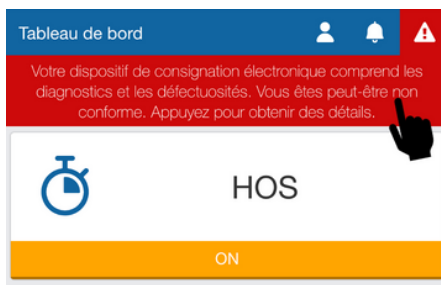 Tableau de bord
Votre dispositif de consignation électronique comprend les
diagnostics et les défectuosités. Vous êtes peut-être non
conforme. Appuyez pour obtenir des détails.
HOS
ON